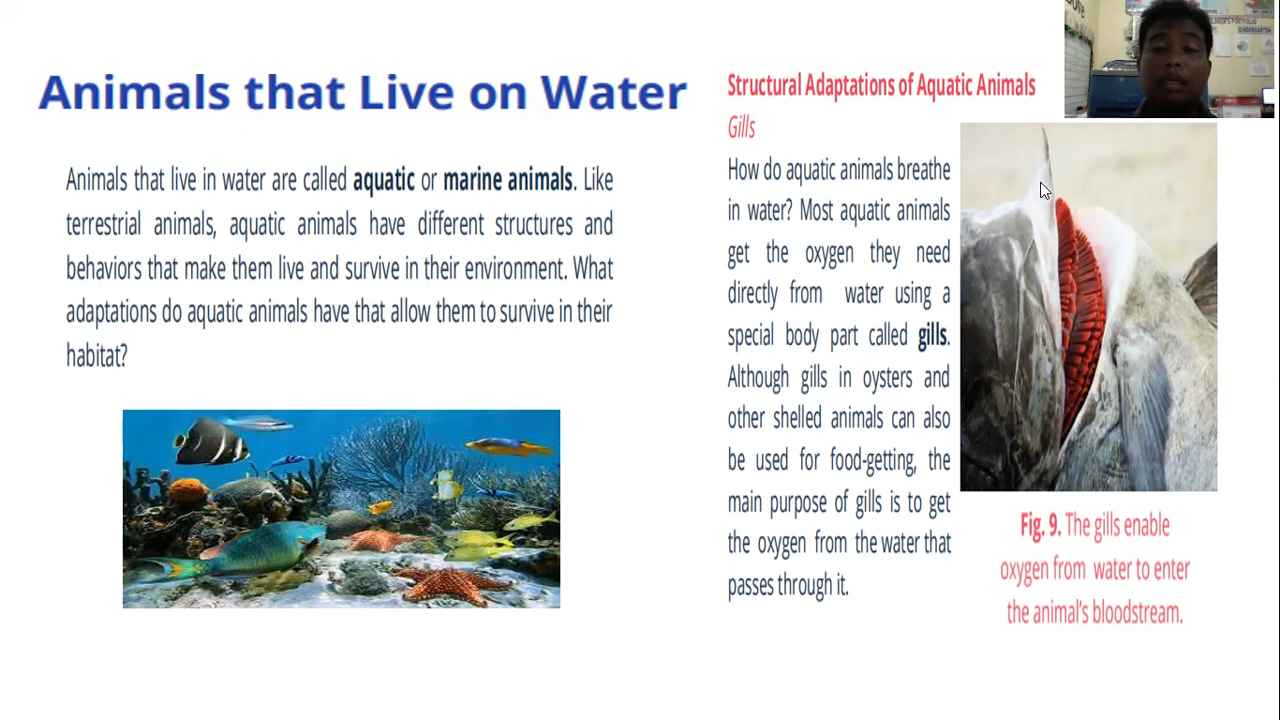 Animals that Live on Water
Animals that live in water are called aquatic or marine animals. Like
terrestrial animals, aquatic animals have different structures and
behaviors that make them live and survive in their environment. What
adaptations do aquatic animals have that allow them to survive in their
habitat?
Structural Adaptations of Aquatic Animals
Gills
How do aquatic animals breathe
in water? Most aquatic animals
get the oxygen they need
directly from water using a
special body part called gills.
Although gills in oysters and
other shelled animals can also
be used for food-getting, the
main purpose of gills is to get
the oxygen from the water that
passes through it.
Fig. 9. The gills enable
oxygen from water to enter
the animal's bloodstream.
KINDERGARTEN